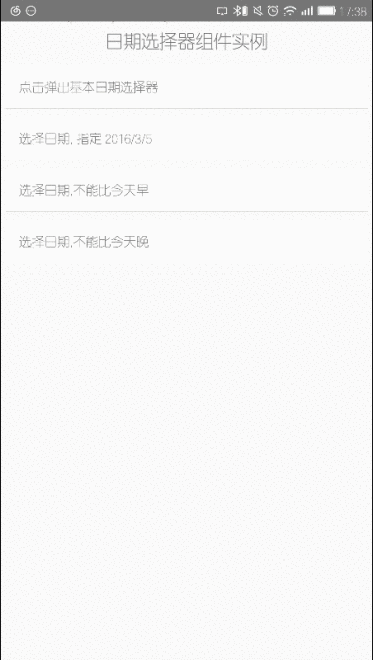 17:38
日期选择器组件实例
点击弹出基本日期选择器
选择日期, 指定 2016/3/5
选择日期,不能比今天早
选择日期,不能比今天晚